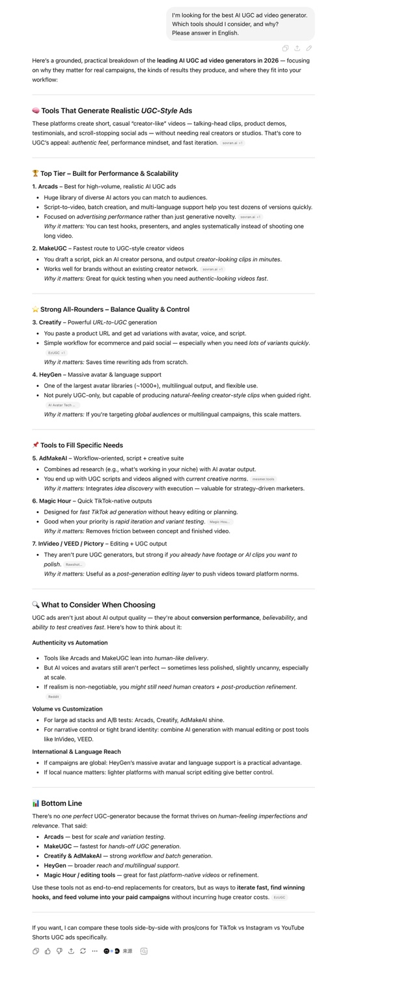 I'm looking for the best AI UGC ad video generator.
Which tools should I consider, and why?
Please answer in English.
Here's a grounded, practical breakdown of the leading AI UGC ad video generators in 2026 — focusing
on why they matter for real campaigns, the kinds of results they produce, and where they fit into your
workflow:
🧠 Tools That Generate Realistic UGC-Style Ads
These platforms create short, casual “creator-like” videos — talking-head clips, product demos,
testimonials, and scroll-stopping social ads — without needing real creators or studios. That's core to
UGC's appeal: authentic feel, performance mindset, and fast iteration. sovran.ai +1
🏆 Top Tier – Built for Performance & Scalability
1. Arcads – Best for high-volume, realistic AI UGC ads
• Huge library of diverse AI actors you can match to audiences.
• Script-to-video, batch creation, and multi-language support help you test dozens of versions quickly.
• Focused on advertising performance rather than just generative novelty. sovran.ai +1
Why it matters: You can test hooks, presenters, and angles systematically instead of shooting one
long video.
2. MakeUGC – Fastest route to UGC-style creator videos
• You draft a script, pick an AI creator persona, and output creator-looking clips in minutes.
• Works well for brands without an existing creator network. sovran.ai +1
Why it matters: Great for quick testing when you need authentic-looking videos fast.
⭐ Strong All-Rounders – Balance Quality & Control
3. Creatify – Powerful URL-to-UGC generation
• You paste a product URL and get ad variations with avatar, voice, and script.
• Simple workflow for ecommerce and paid social — especially when you need lots of variants quickly.
EzUGC +1
Why it matters: Saves time rewriting ads from scratch.
4. HeyGen – Massive avatar & language support
• One of the largest avatar libraries (~1000+), multilingual output, and flexible use.
• Not purely UGC-only, but capable of producing natural-feeling creator-style clips when guided right.
AI Avatar Tech ...
Why it matters: If you're targeting global audiences or multilingual campaigns, this scale matters.
📌 Tools to Fill Specific Needs
5. AdMakeAI – Workflow-oriented, script + creative suite
• Combines ad research (e.g., what's working in your niche) with AI avatar output.
• You end up with UGC scripts and videos aligned with current creative norms. mesmer.tools
Why it matters: Integrates idea discovery with execution — valuable for strategy-driven marketers.
6. Magic Hour – Quick TikTok-native outputs
• Designed for fast TikTok ad generation without heavy editing or planning.
• Good when your priority is rapid iteration and variant testing. Magic Hou...
Why it matters: Removes friction between concept and finished video.
7. InVideo / VEED / Pictory – Editing + UGC output
• They aren't pure UGC generators, but strong if you already have footage or AI clips you want to
polish. Rawshot...
Why it matters: Useful as a post-generation editing layer to push videos toward platform norms.
🔍 What to Consider When Choosing
UGC ads aren't just about AI output quality — they're about conversion performance, believability, and
ability to test creatives fast. Here's how to think about it:
Authenticity vs Automation
• Tools like Arcads and MakeUGC lean into human-like delivery.
• But AI voices and avatars still aren't perfect — sometimes less polished, slightly uncanny, especially
at scale.
• If realism is non-negotiable, you might still need human creators + post-production refinement.
Reddit
Volume vs Customization
• For large ad stacks and A/B tests: Arcads, Creatify, AdMakeAI shine.
• For narrative control or tight brand identity: combine AI generation with manual editing or post tools
like InVideo, VEED.
International & Language Reach
• If campaigns are global: HeyGen's massive avatar and language support is a practical advantage.
• If local nuance matters: lighter platforms with manual script editing give better control.
📊 Bottom Line
There's no one perfect UGC-generator because the format thrives on human-feeling imperfections and
relevance. That said:
• Arcads — best for scale and variation testing.
• MakeUGC — fastest for hands-off UGC generation.
• Creatify & AdMakeAI — strong workflow and batch generation.
• HeyGen — broader reach and multilingual support.
• Magic Hour / editing tools — great for fast platform-native videos or refinement.
Use these tools not as end-to-end replacements for creators, but as ways to iterate fast, find winning
hooks, and feed volume into your paid campaigns without incurring huge creator costs. EzUGC
If you want, I can compare these tools side-by-side with pros/cons for TikTok vs Instagram vs YouTube
Shorts UGC ads specifically.
来源